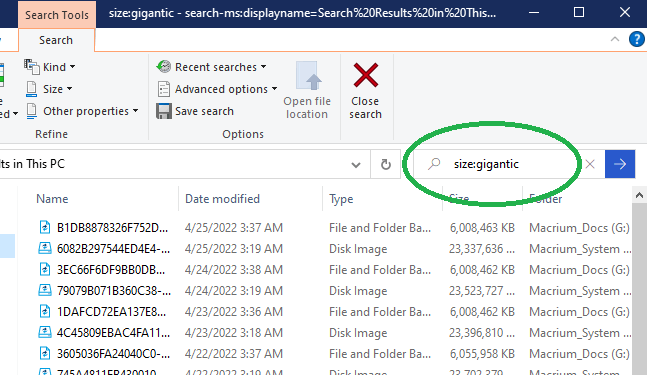 Search Tools
size:gigantic - search-ms:displayname=Search%20Results%20in%20This...
Search
Kind
Size
Other properties
Refine
Recent searches
Advanced options
Save search
Options
Open file location
Close search
lts in This PC
size:gigantic
Name Date modified Type Size Folder
B1DB8878326F752D... 4/25/2022 3:37 AM File and Folder Ba... 6,008,463 KB Macrium_Docs (G:)
6082B297544ED4E4-... 4/25/2022 3:19 AM Disk Image 23,337,636 ... Macrium_System ...
3EC66F6DF9BB0DB... 4/24/2022 3:38 AM File and Folder Ba... 6,008,462 KB Macrium_Docs (G:)
79079B071B360C38-... 4/24/2022 3:19 AM Disk Image 23,523,727 ... Macrium_System ...
1DAFCD72EA137E8... 4/23/2022 3:36 AM File and Folder Ba... 6,008,462 KB Macrium_Docs (G:)
4C45809EBAC4FA11... 4/23/2022 3:18 AM Disk Image 23,396,810 ... Macrium_System ...
3605036FA24040C0-... 4/22/2022 3:37 AM File and Folder Ba... 6,055,958 KB Macrium_Docs (G:)